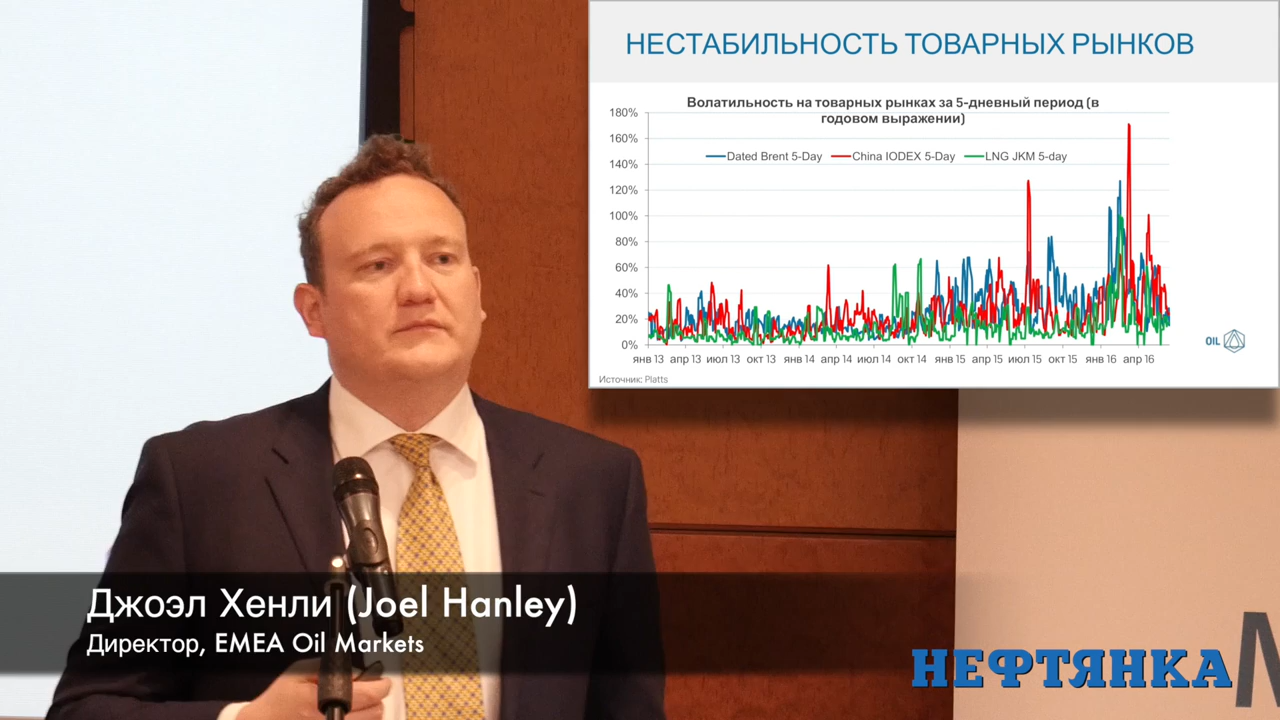 НЕСТАБИЛЬНОСТЬ ТОВАРНЫХ РЫНКОВ
Волатильность на товарных рынках за 5-дневный период (в
годовом выражении)
Dated Brent 5-Day China IODEX 5-Day LNG JKM 5-day
180%
160%
140%
120%
100%
80%
60%
40%
20%
0%
янв 13 апр 13 июл 13 окт 13 янв 14 апр 14 июл 14 окт 14 янв 15 апр 15 июл 15 окт 15 янв 16 апр 16
Источник: Platts
OIL
Джоэл Хенли (Joel Hanley)
Директор, EMEA Oil Markets
НЕФТЯНКА